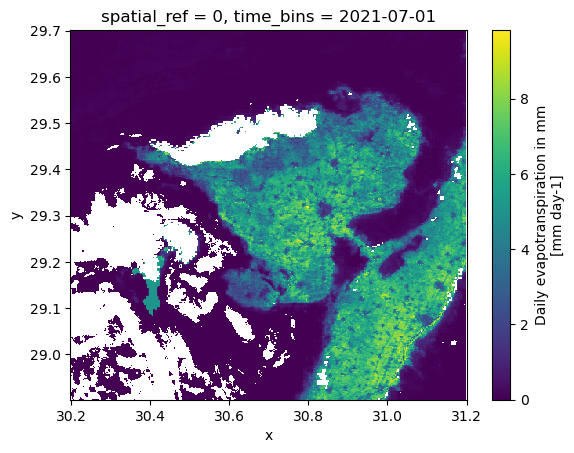 spatial_ref = 0, time_bins = 2021-07-01
29.7
29.6
29.5
29.4
29.3
29.2
29.1
29.0
y
30.2 30.4 30.6 30.8 31.0 31.2
x
8
6
4
2
0
Daily evapotranspiration in mm
[mm day-1]